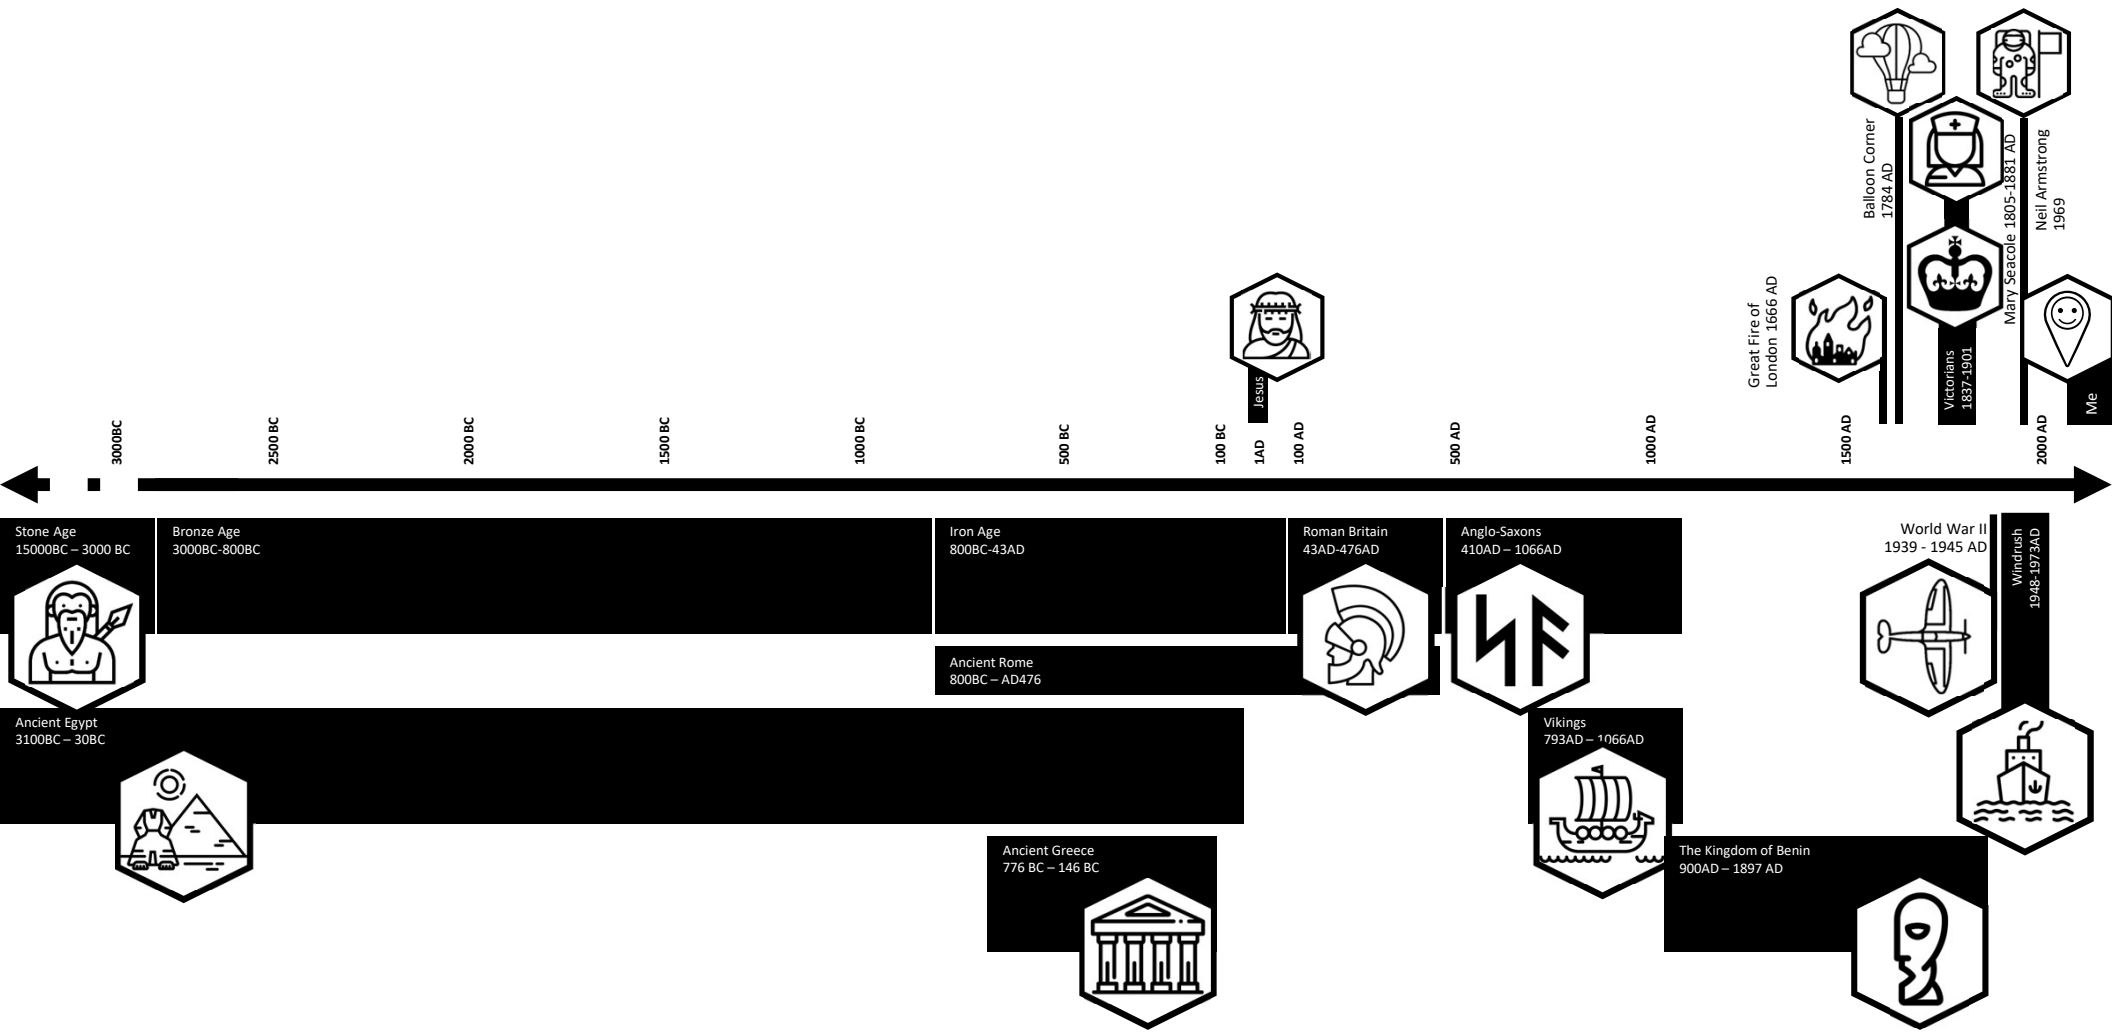 Balloon Corner
1784 AD
Mary Seacole 1805-1881 AD
Neil Armstrong
1969
Great Fire of
London 1666 AD
Victorians
1837-1901
Me
Jesus
3000BC
2500 BC
2000 BC
1500 BC
1000 BC
500 BC
100 BC
1AD
100 AD
500 AD
1000 AD
1500 AD
2000 AD
Stone Age
15000BC – 3000 BC
Bronze Age
3000BC-800BC
Iron Age
800BC-43AD
Roman Britain
43AD-476AD
Anglo-Saxons
410AD – 1066AD
World War II
1939 - 1945 AD
Windrush
1948-1973AD
Ancient Rome
800BC – AD476
Ancient Egypt
3100BC – 30BC
Vikings
793AD – 1066AD
Ancient Greece
776 BC – 146 BC
The Kingdom of Benin
900AD – 1897 AD